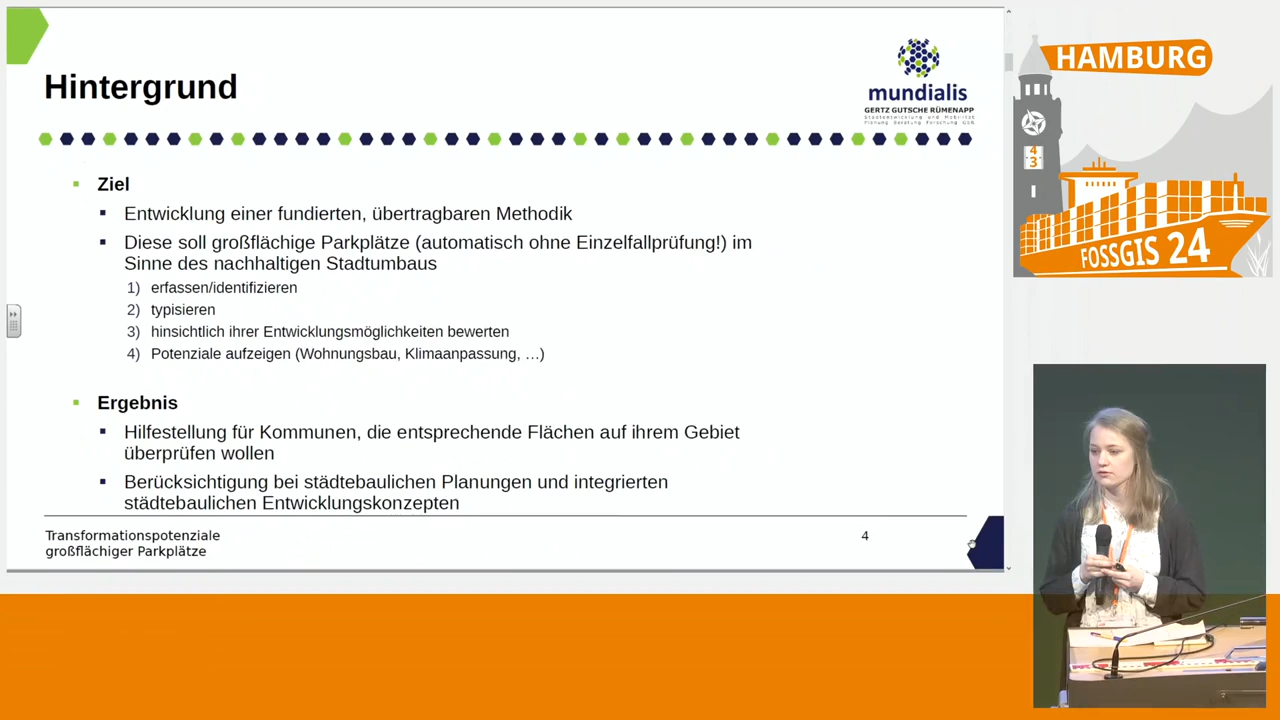 Hintergrund
mundialis
GERTZ GUTSCHE RÜMENAPP
Stadtentwicklung und Mobilität
Planung Beratung Forschung GbR
Ziel
Entwicklung einer fundierten, übertragbaren Methodik
Diese soll großflächige Parkplätze (automatisch ohne Einzelfallprüfung!) im
Sinne des nachhaltigen Stadtumbaus
1) erfassen/identifizieren
2) typisieren
3) hinsichtlich ihrer Entwicklungsmöglichkeiten bewerten
4) Potenziale aufzeigen (Wohnungsbau, Klimaanpassung, …)
Ergebnis
Hilfestellung für Kommunen, die entsprechende Flächen auf ihrem Gebiet
überprüfen wollen
Berücksichtigung bei städtebaulichen Planungen und integrierten
städtebaulichen Entwicklungskonzepten
Transformationspotenziale
großflächiger Parkplätze
4
HAMBURG
4
3
FOSSGIS 24